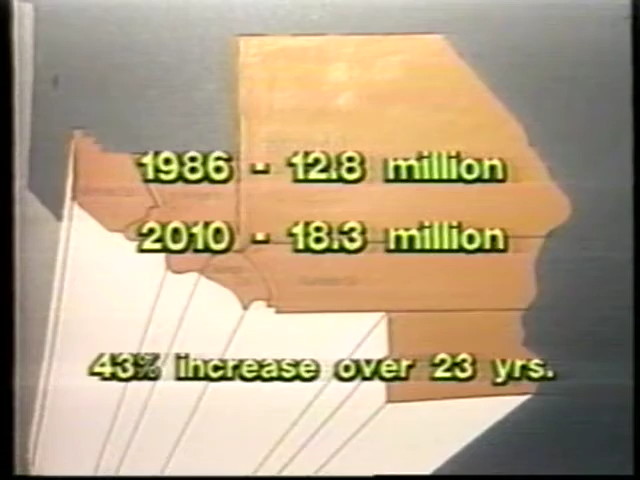 1986 - 12.8 million
2010 - 18.3 million
43% increase over 23 yrs.